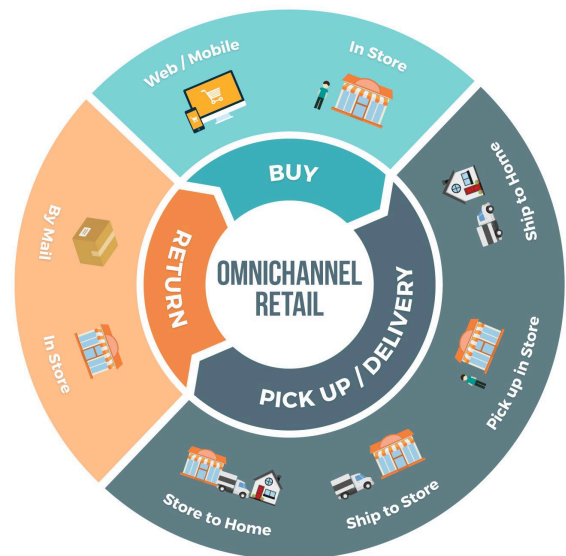 Web / Mobile
In Store
BUY
Ship to Home
Pick up in Store
Ship to Store
Store to Home
PICK UP / DELIVERY
By Mail
In Store
RETURN
OMNICHANNEL
RETAIL